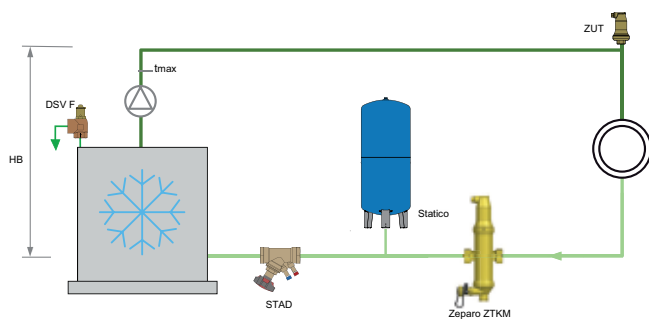 ZUT
tmax
DSV F
HB
Statico
STAD
Zeparo ZTKM